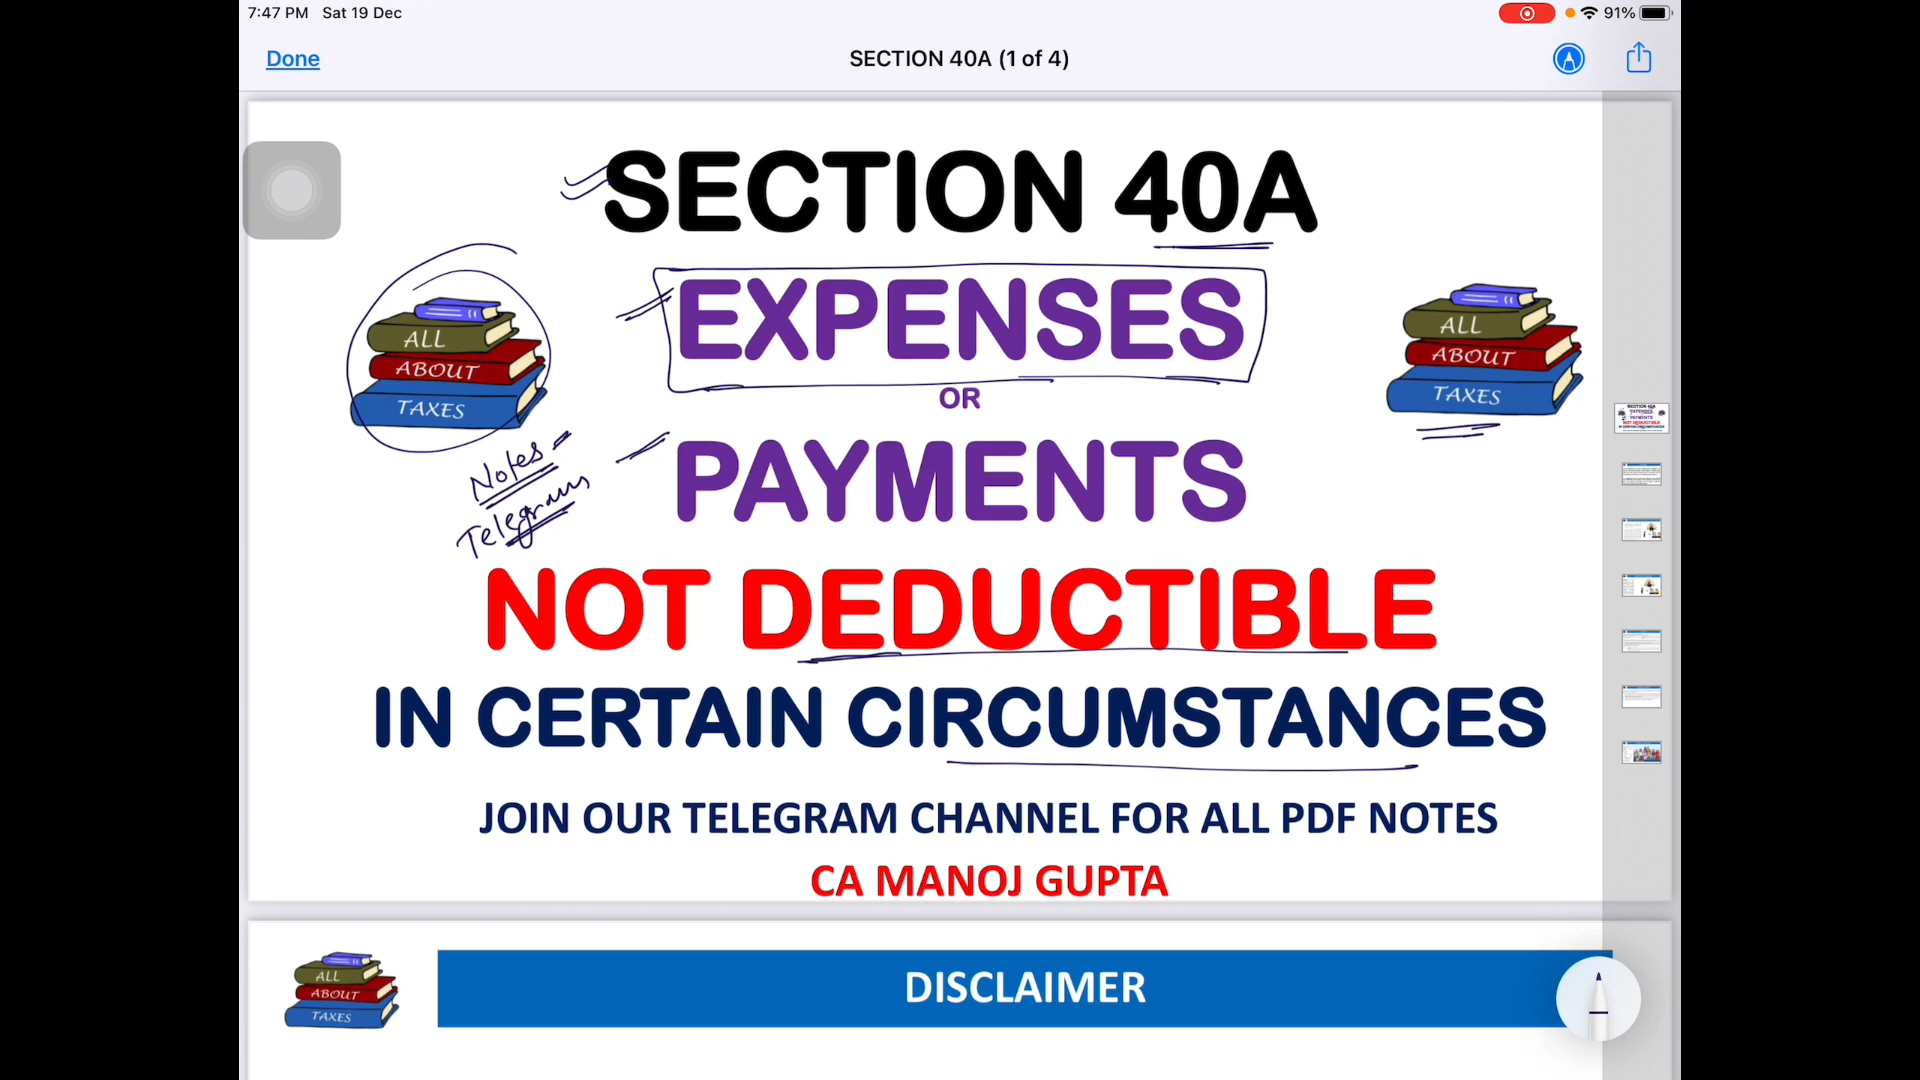 7:47 PM Sat 19 Dec
91%
Done
SECTION 40A (1 of 4)
SECTION 40A
EXPENSES
OR
PAYMENTS
NOT DEDUCTIBLE
IN CERTAIN CIRCUMSTANCES
JOIN OUR TELEGRAM CHANNEL FOR ALL PDF NOTES
CA MANOJ GUPTA
ALL
ABOUT
TAXES
Notes
Telegram
ALL
ABOUT
TAXES
ALL
ABOUT
TAXES
DISCLAIMER